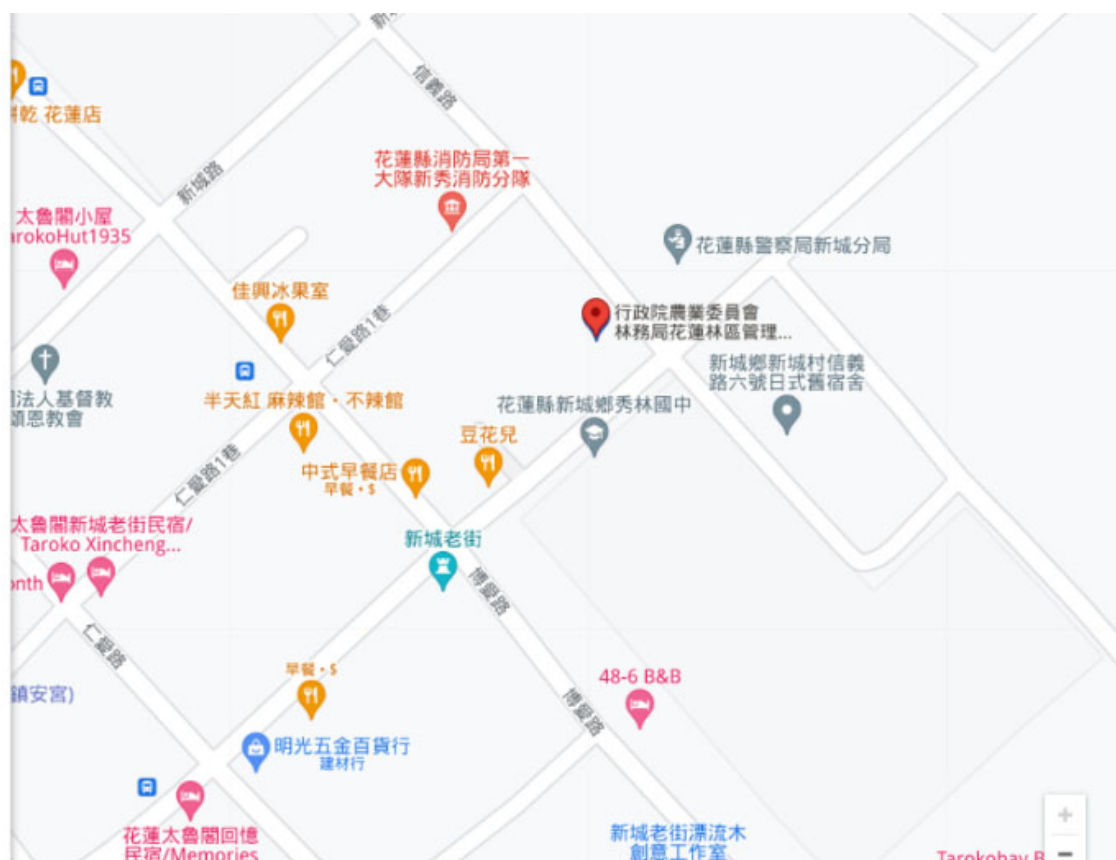 信義路
乾 花蓮店
新城路
花蓮縣消防局第一
大隊新秀消防分隊
太魯閣小屋
arokoHut1935
花蓮縣警察局新城分局
佳興冰果室
行政院農業委員會
林務局花蓮林區管理...
仁愛路1巷
新城鄉新城村信義
路六號日式舊宿舍
法人基督教
頌恩教會
半天紅 麻辣館・不辣館
花蓮縣新城鄉秀林國中
豆花兒
中式早餐店
早餐・$
仁愛路1巷
太魯閣新城老街民宿/
Taroko Xincheng...
新城老街
onth
博愛路
仁愛路
早餐・$
48-6 B&B
鎮安宮)
博愛路
明光五金百貨行
建材行
花蓮太魯閣回憶
民宿/Memories
新城老街漂流木
創意工作室
Tarokobay B